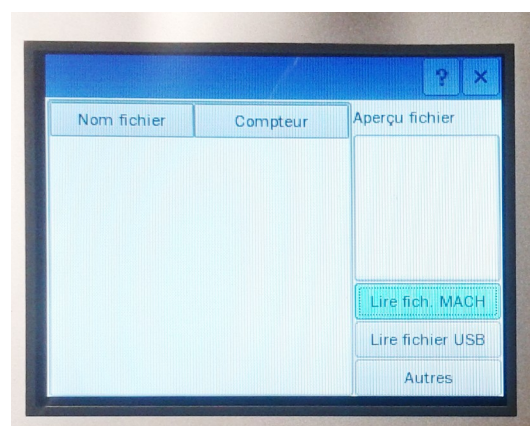 ? ×
Nom fichier Compteur Aperçu fichier
Lire fich. MACH
Lire fichier USB
Autres